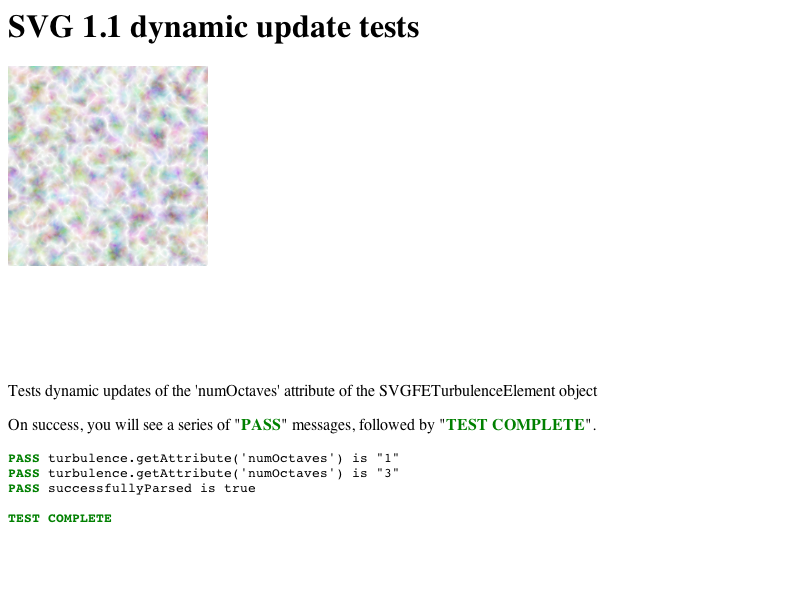 SVG 1.1 dynamic update tests
Tests dynamic updates of the 'numOctaves' attribute of the SVGFETurbulenceElement object
On success, you will see a series of "PASS" messages, followed by "TEST COMPLETE".
PASS turbulence.getAttribute('numOctaves') is "1"
PASS turbulence.getAttribute('numOctaves') is "3"
PASS successfullyParsed is true
TEST COMPLETE